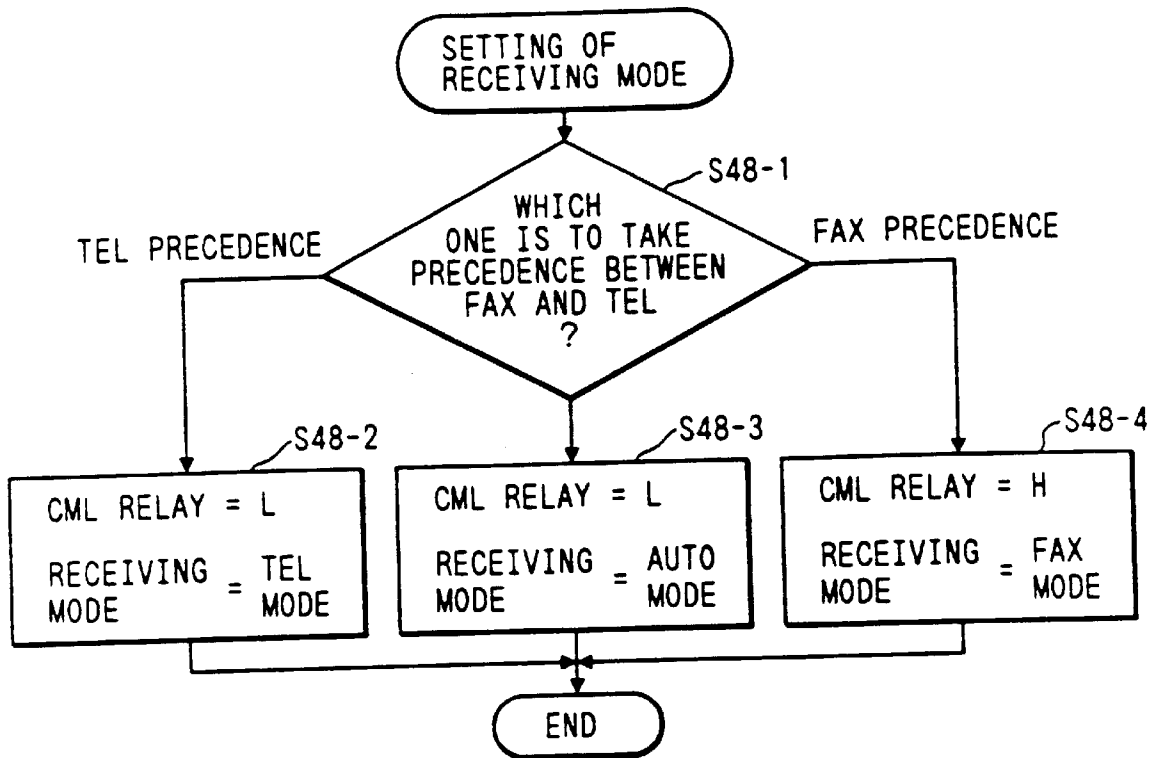 SETTING OF
RECEIVING MODE
S48-1
WHICH
ONE IS TO TAKE
PRECEDENCE BETWEEN
FAX AND TEL
?
TEL PRECEDENCE
FAX PRECEDENCE
S48-2
CML RELAY = L
RECEIVING MODE = TEL MODE
S48-3
CML RELAY = L
RECEIVING MODE = AUTO MODE
S48-4
CML RELAY = H
RECEIVING MODE = FAX MODE
END